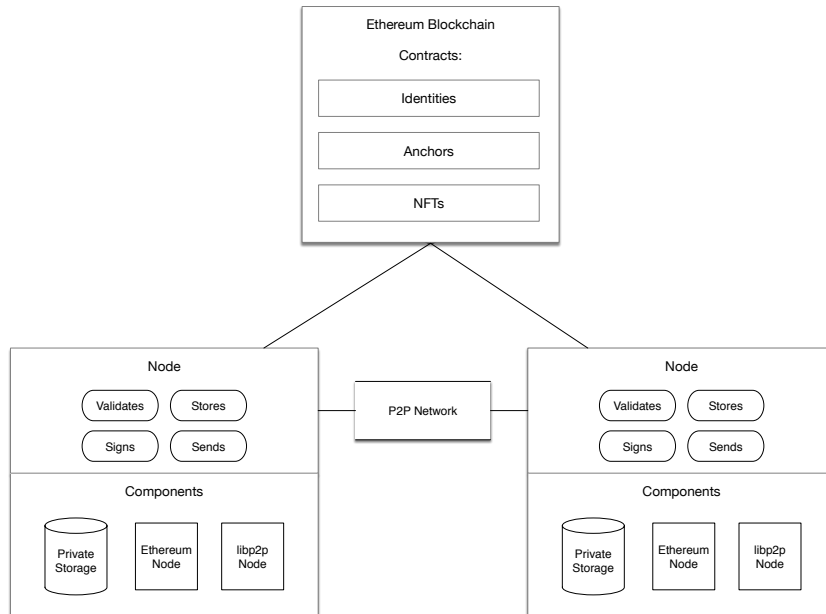 Ethereum Blockchain
Contracts:
Identities
Anchors
NFTs
Node
Validates
Stores
Signs
Sends
Components
Private
Storage
Ethereum
Node
libp2p
Node
P2P Network
Node
Validates
Stores
Signs
Sends
Components
Private
Storage
Ethereum
Node
libp2p
Node